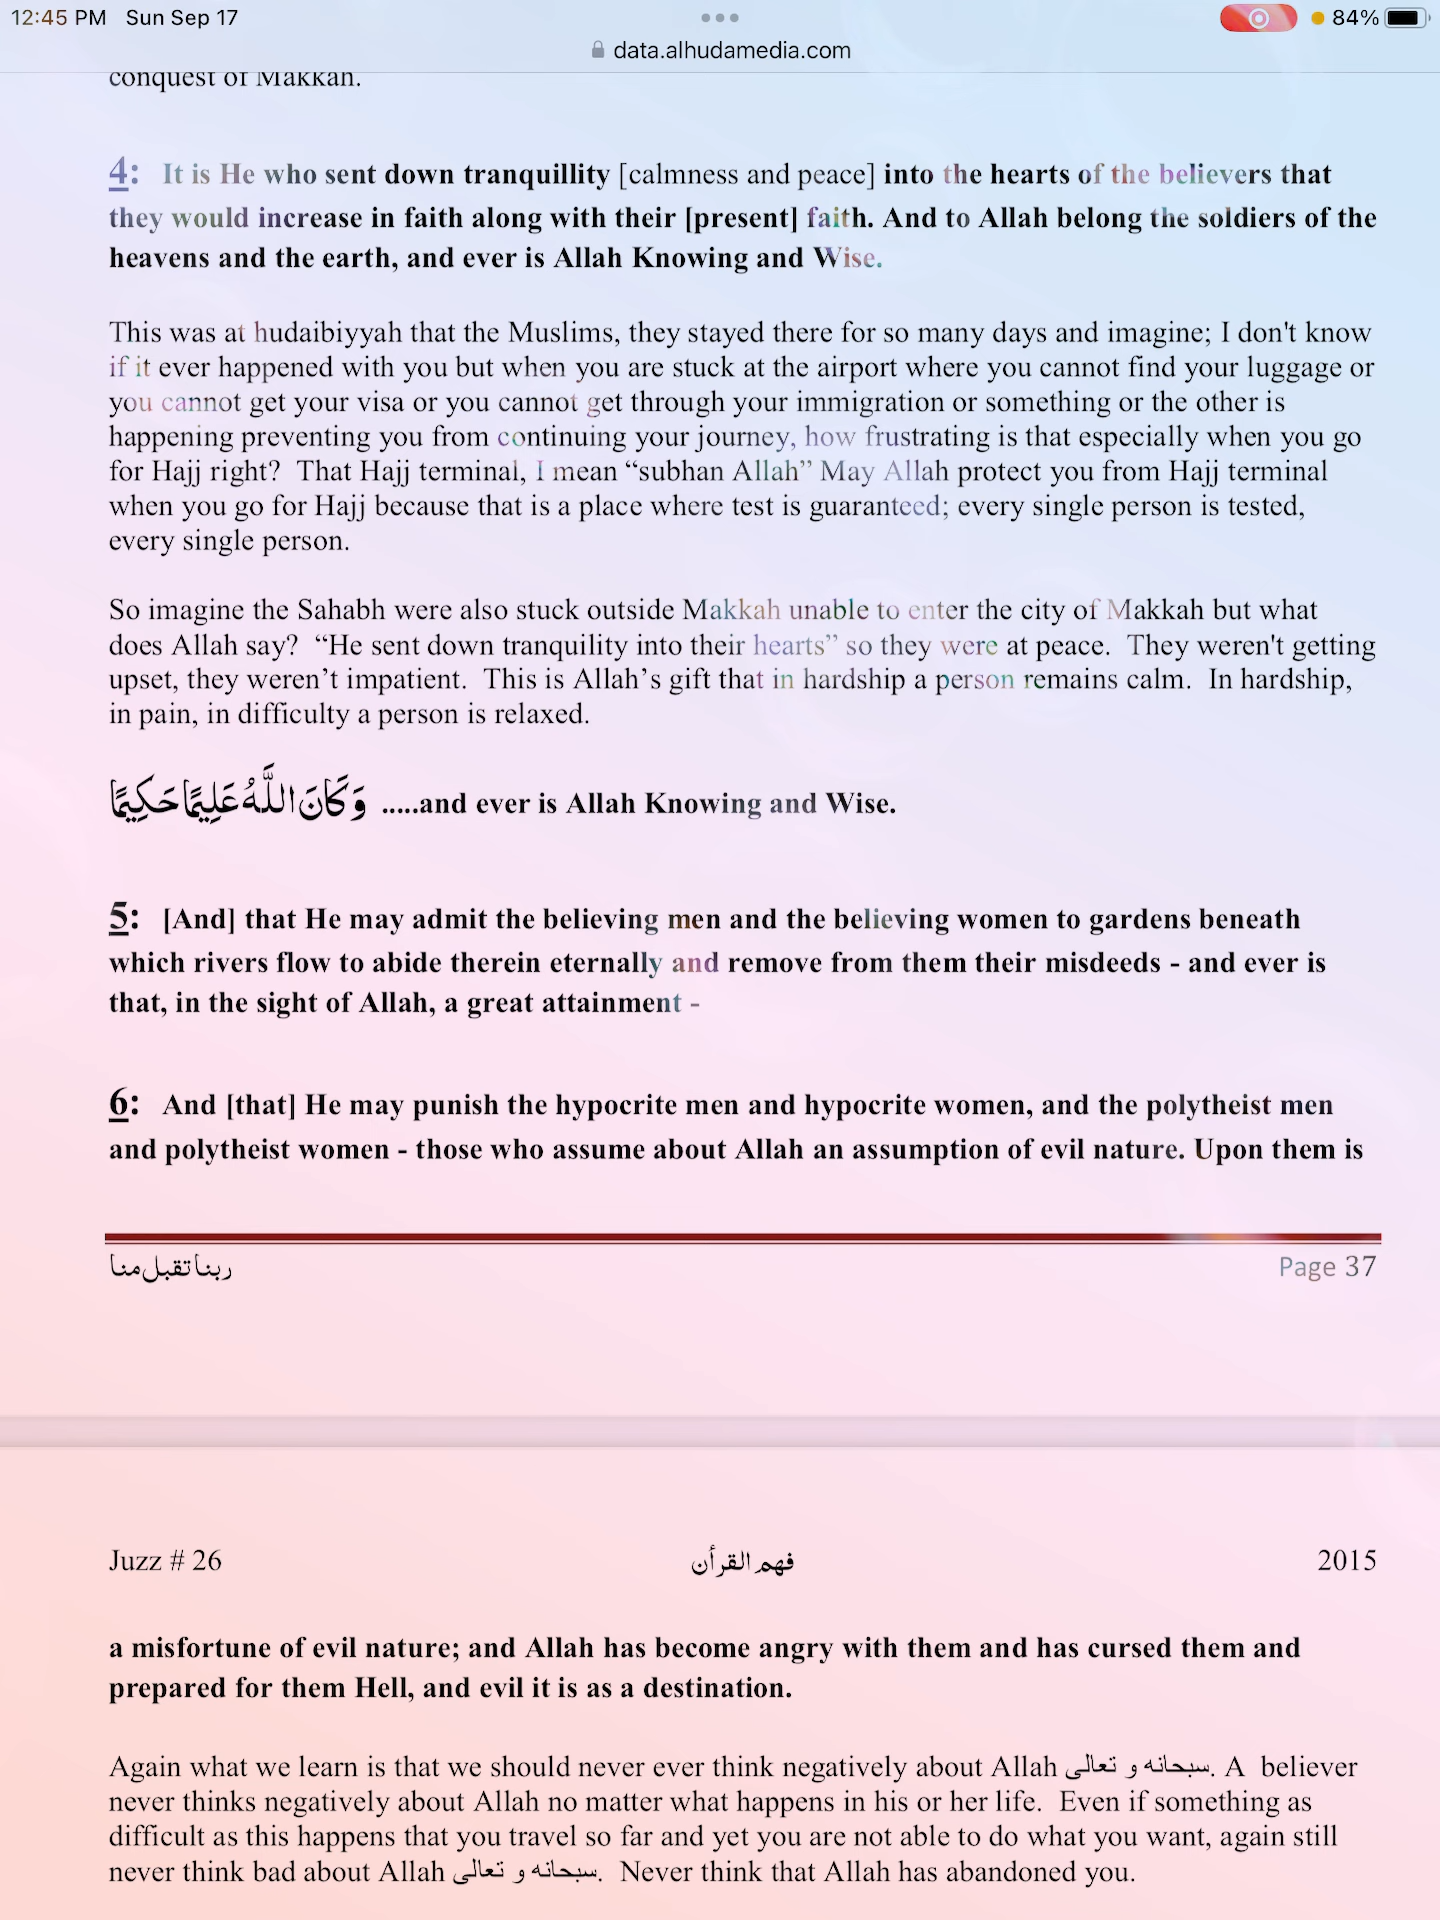 12:45 PM Sun Sep 17
84%
data.alhudamedia.com
conquest of Makkah.
4: It is He who sent down tranquillity [calmness and peace] into the hearts of the believers that
they would increase in faith along with their [present] faith. And to Allah belong the soldiers of the
heavens and the earth, and ever is Allah Knowing and Wise.
This was at hudaibiyyah that the Muslims, they stayed there for so many days and imagine; I don't know
if it ever happened with you but when you are stuck at the airport where you cannot find your luggage or
you cannot get your visa or you cannot get through your immigration or something or the other is
happening preventing you from continuing your journey, how frustrating is that especially when you go
for Hajj right? That Hajj terminal, I mean “subhan Allah” May Allah protect you from Hajj terminal
when you go for Hajj because that is a place where test is guaranteed; every single person is tested,
every single person.
So imagine the Sahabh were also stuck outside Makkah unable to enter the city of Makkah but what
does Allah say? “He sent down tranquility into their hearts” so they were at peace. They weren't getting
upset, they weren’t impatient. This is Allah’s gift that in hardship a person remains calm. In hardship,
in pain, in difficulty a person is relaxed.
وَكَانَ اللَّهُ عَلِيمًا حَكِيمًا .....and ever is Allah Knowing and Wise.
5: [And] that He may admit the believing men and the believing women to gardens beneath
which rivers flow to abide therein eternally and remove from them their misdeeds - and ever is
that, in the sight of Allah, a great attainment -
6: And [that] He may punish the hypocrite men and hypocrite women, and the polytheist men
and polytheist women - those who assume about Allah an assumption of evil nature. Upon them is
ربنا تقبل منا Page 37
Juzz # 26 فهم القرأن 2015
a misfortune of evil nature; and Allah has become angry with them and has cursed them and
prepared for them Hell, and evil it is as a destination.
Again what we learn is that we should never ever think negatively about Allah سبحانه و تعالى. A believer
never thinks negatively about Allah no matter what happens in his or her life. Even if something as
difficult as this happens that you travel so far and yet you are not able to do what you want, again still
never think bad about Allah سبحانه و تعالى. Never think that Allah has abandoned you.